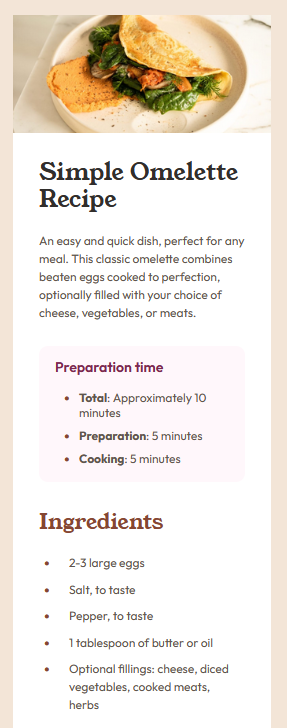 Simple Omelette
Recipe
An easy and quick dish, perfect for any
meal. This classic omelette combines
beaten eggs cooked to perfection,
optionally filled with your choice of
cheese, vegetables, or meats.
Preparation time
• Total: Approximately 10
minutes
• Preparation: 5 minutes
• Cooking: 5 minutes
Ingredients
• 2-3 large eggs
• Salt, to taste
• Pepper, to taste
• 1 tablespoon of butter or oil
• Optional fillings: cheese, diced
vegetables, cooked meats,
herbs